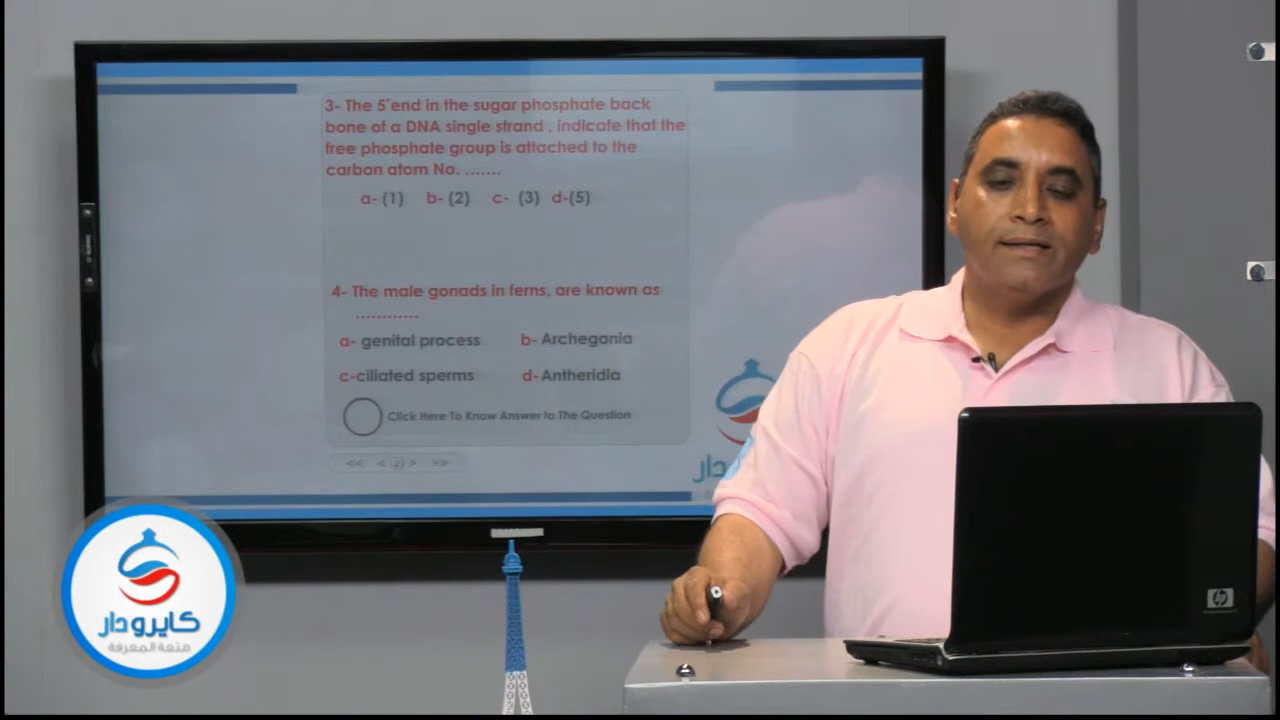 3- The 5'end in the sugar phosphate back
bone of a DNA single strand , indicate that the
free phosphate group is attached to the
carbon atom No. .......
a- (1) b- (2) c- (3) d-(5)
4- The male gonads in ferns, are known as
............
a- genital process b- Archegonia
c-ciliated sperms d- Antheridia
Click Here To Know Answer to The Question
<< < 2 > >>
دار
كايرودار
متعة المعرفة
hp